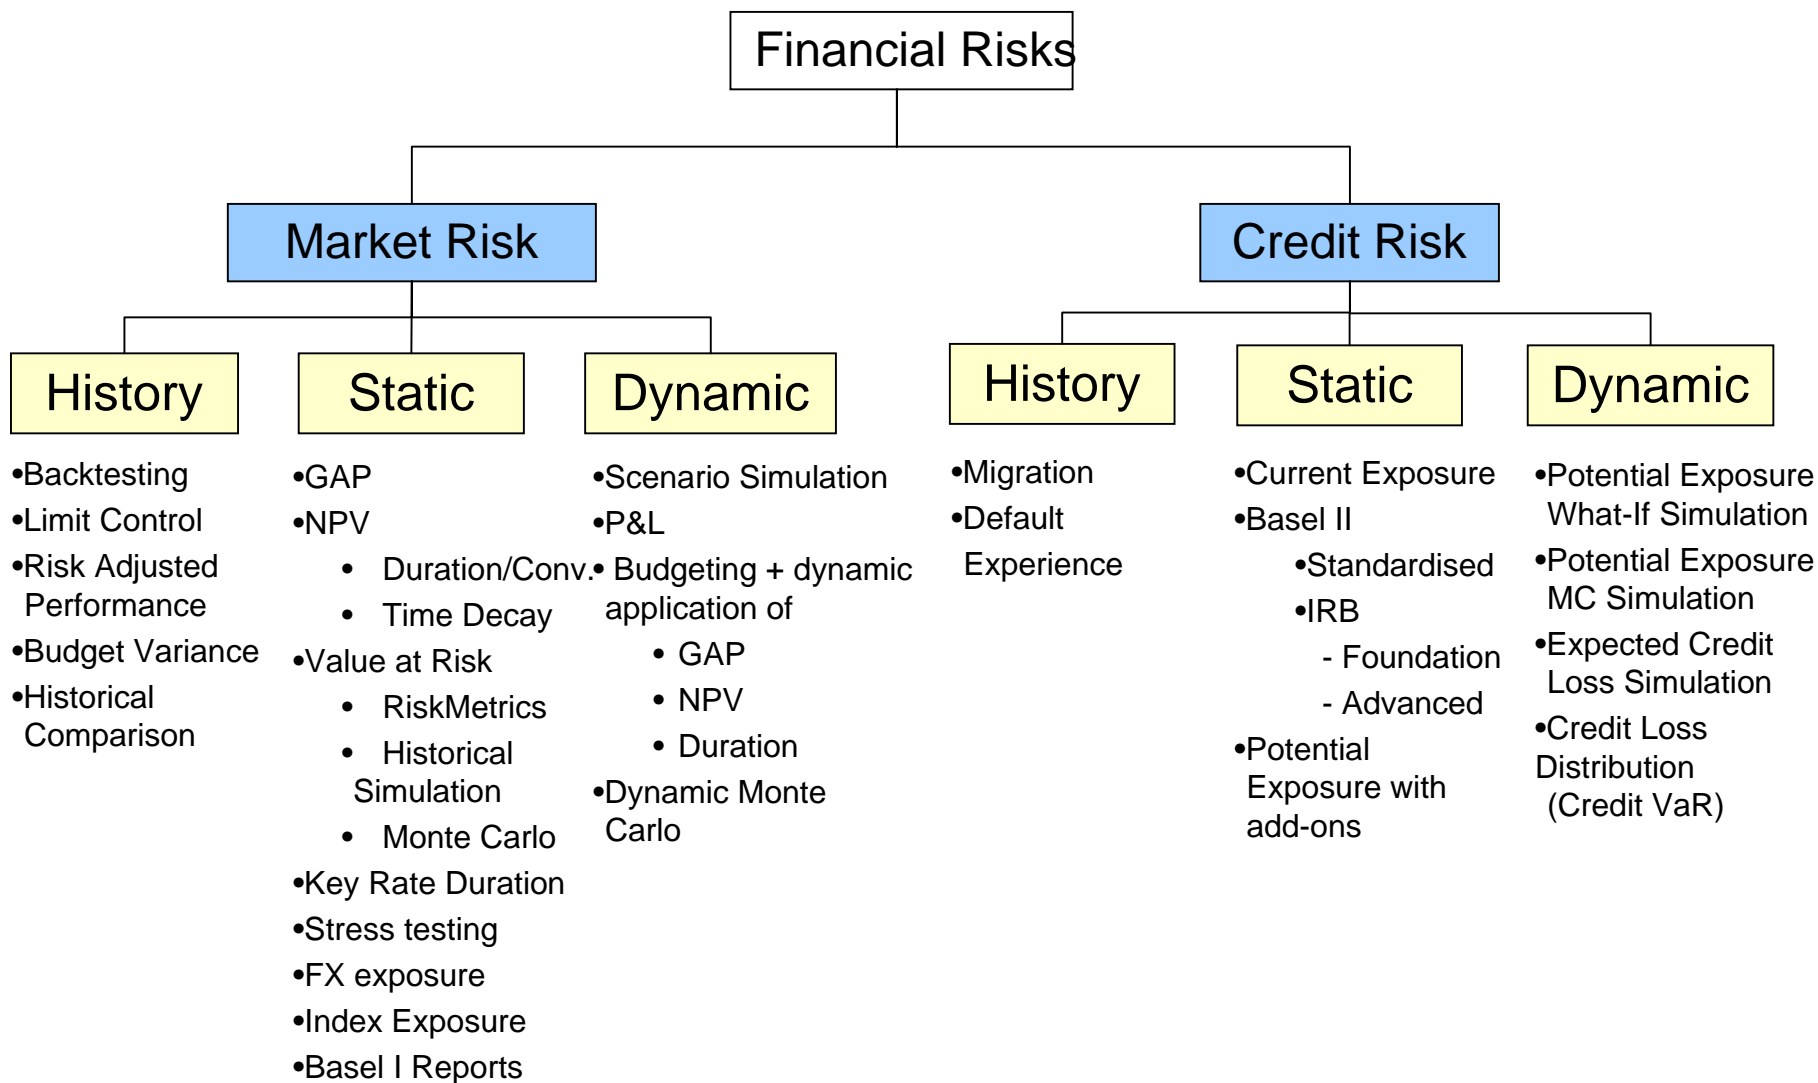 Financial Risks
Market Risk
Credit Risk
History
Static
Dynamic
History
Static
Dynamic
•Backtesting
•Limit Control
•Risk Adjusted
Performance
•Budget Variance
•Historical
Comparison
•GAP
•NPV
• Duration/Conv.
• Time Decay
•Value at Risk
• RiskMetrics
• Historical
Simulation
• Monte Carlo
•Key Rate Duration
•Stress testing
•FX exposure
•Index Exposure
•Basel I Reports
•Scenario Simulation
•P&L
• Budgeting + dynamic
application of
• GAP
• NPV
• Duration
•Dynamic Monte
Carlo
•Migration
•Default
Experience
•Current Exposure
•Basel II
•Standardised
•IRB
- Foundation
- Advanced
•Potential
Exposure with
add-ons
•Potential Exposure
What-If Simulation
•Potential Exposure
MC Simulation
•Expected Credit
Loss Simulation
•Credit Loss
Distribution
(Credit VaR)